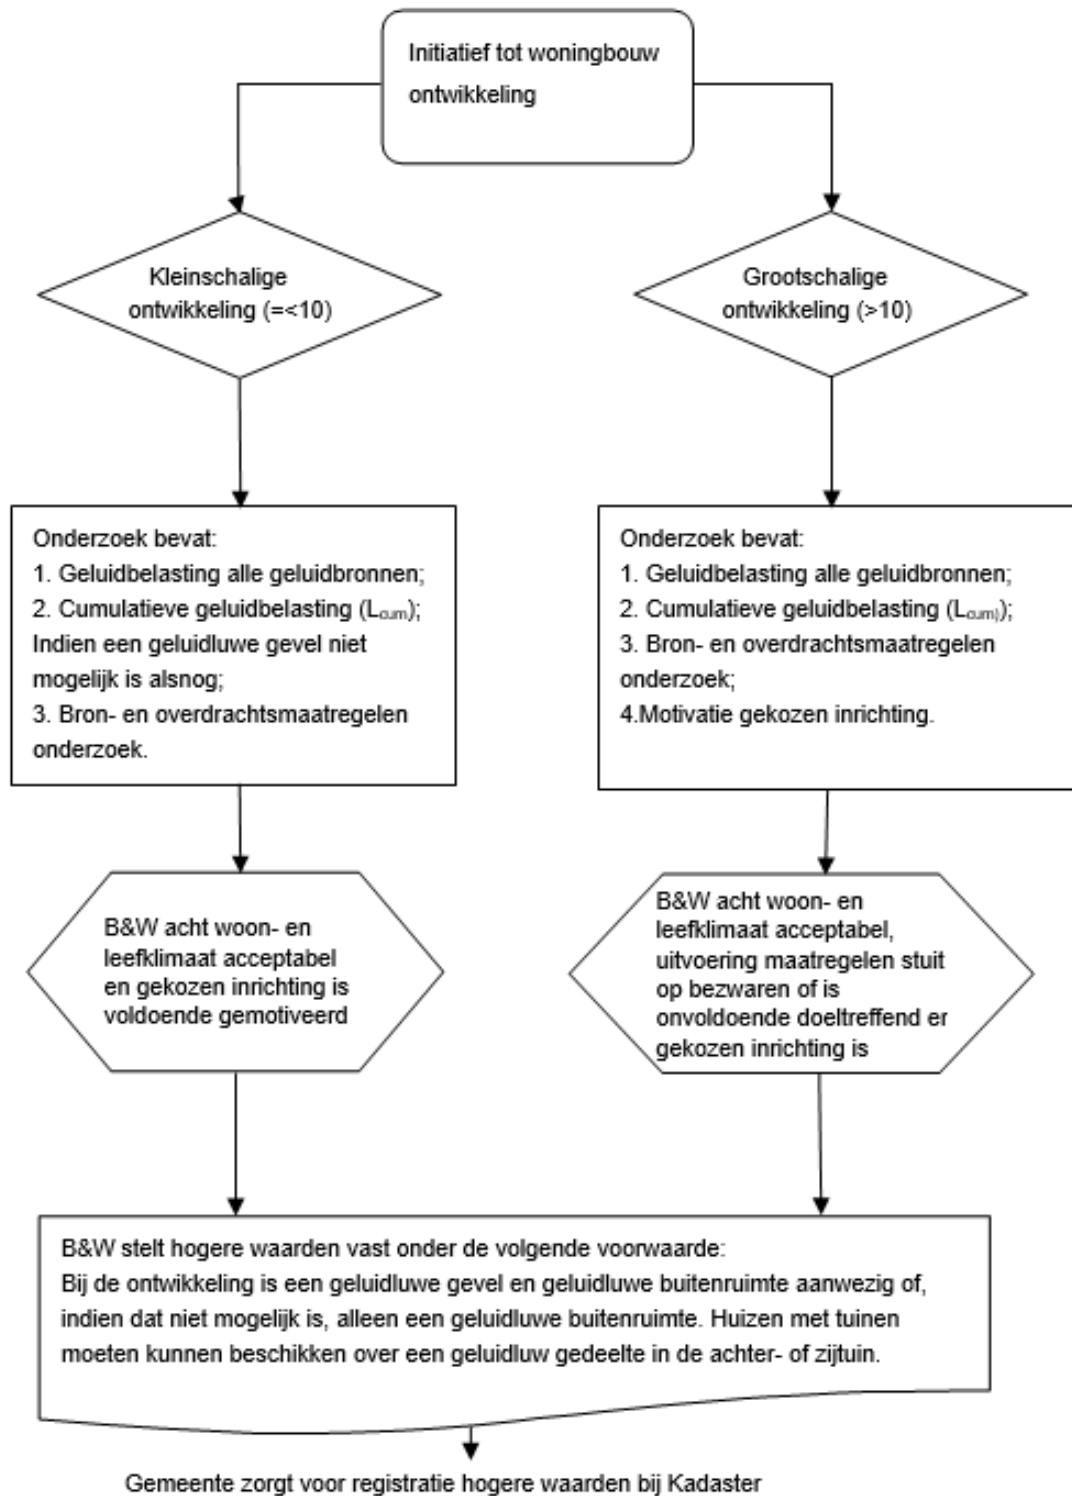 Initiatief tot woningbouw
ontwikkeling
Kleinschalige
ontwikkeling (=<10)
Grootschalige
ontwikkeling (>10)
Onderzoek bevat:
1. Geluidbelasting alle geluidbronnen;
2. Cumulatieve geluidbelasting (Lcum);
Indien een geluidluwe gevel niet
mogelijk is alsnog;
3. Bron- en overdrachtsmaatregelen
onderzoek.
Onderzoek bevat:
1. Geluidbelasting alle geluidbronnen;
2. Cumulatieve geluidbelasting (Lcum));
3. Bron- en overdrachtsmaatregelen
onderzoek;
4.Motivatie gekozen inrichting.
B&W acht woon- en
leefklimaat acceptabel
en gekozen inrichting is
voldoende gemotiveerd
B&W acht woon- en
leefklimaat acceptabel,
uitvoering maatregelen stuit
op bezwaren of is
onvoldoende doeltreffend er
gekozen inrichting is
B&W stelt hogere waarden vast onder de volgende voorwaarde:
Bij de ontwikkeling is een geluidluwe gevel en geluidluwe buitenruimte aanwezig of,
indien dat niet mogelijk is, alleen een geluidluwe buitenruimte. Huizen met tuinen
moeten kunnen beschikken over een geluidluw gedeelte in de achter- of zijtuin.
Gemeente zorgt voor registratie hogere waarden bij Kadaster